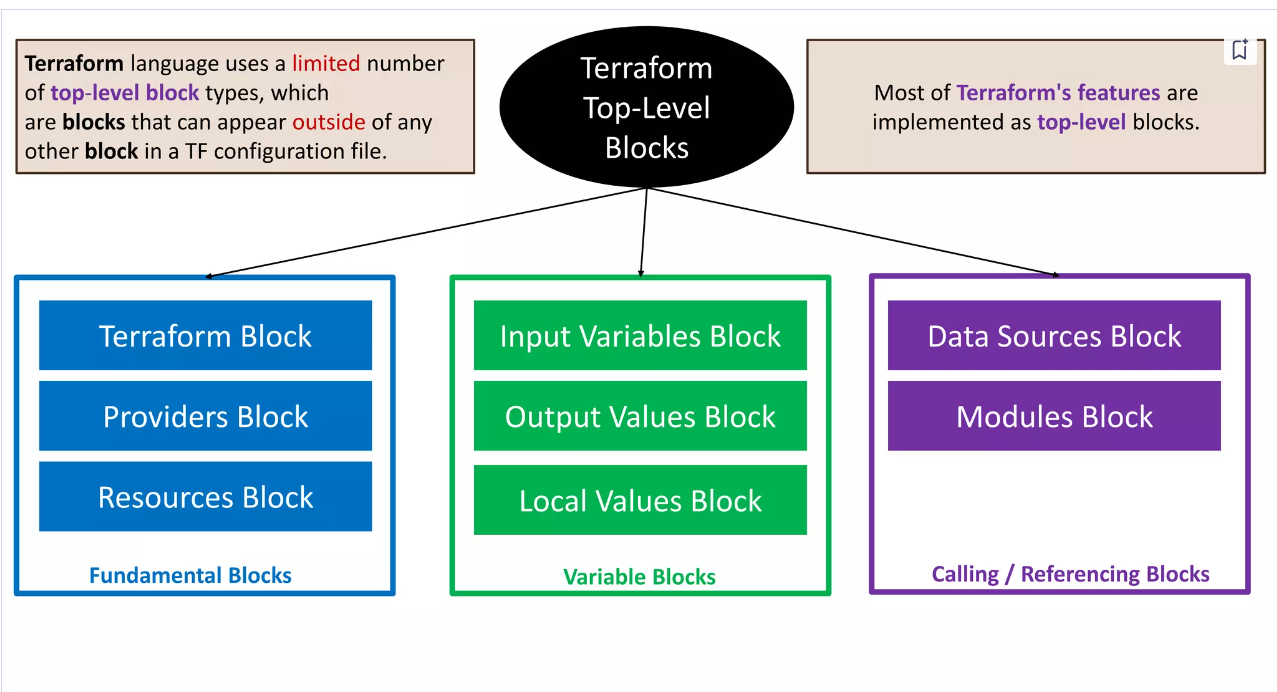 Terraform language uses a limited number
of top-level block types, which
are blocks that can appear outside of any
other block in a TF configuration file.
Terraform
Top-Level
Blocks
Most of Terraform's features are
implemented as top-level blocks.
Terraform Block
Providers Block
Resources Block
Fundamental Blocks
Input Variables Block
Output Values Block
Local Values Block
Variable Blocks
Data Sources Block
Modules Block
Calling / Referencing Blocks